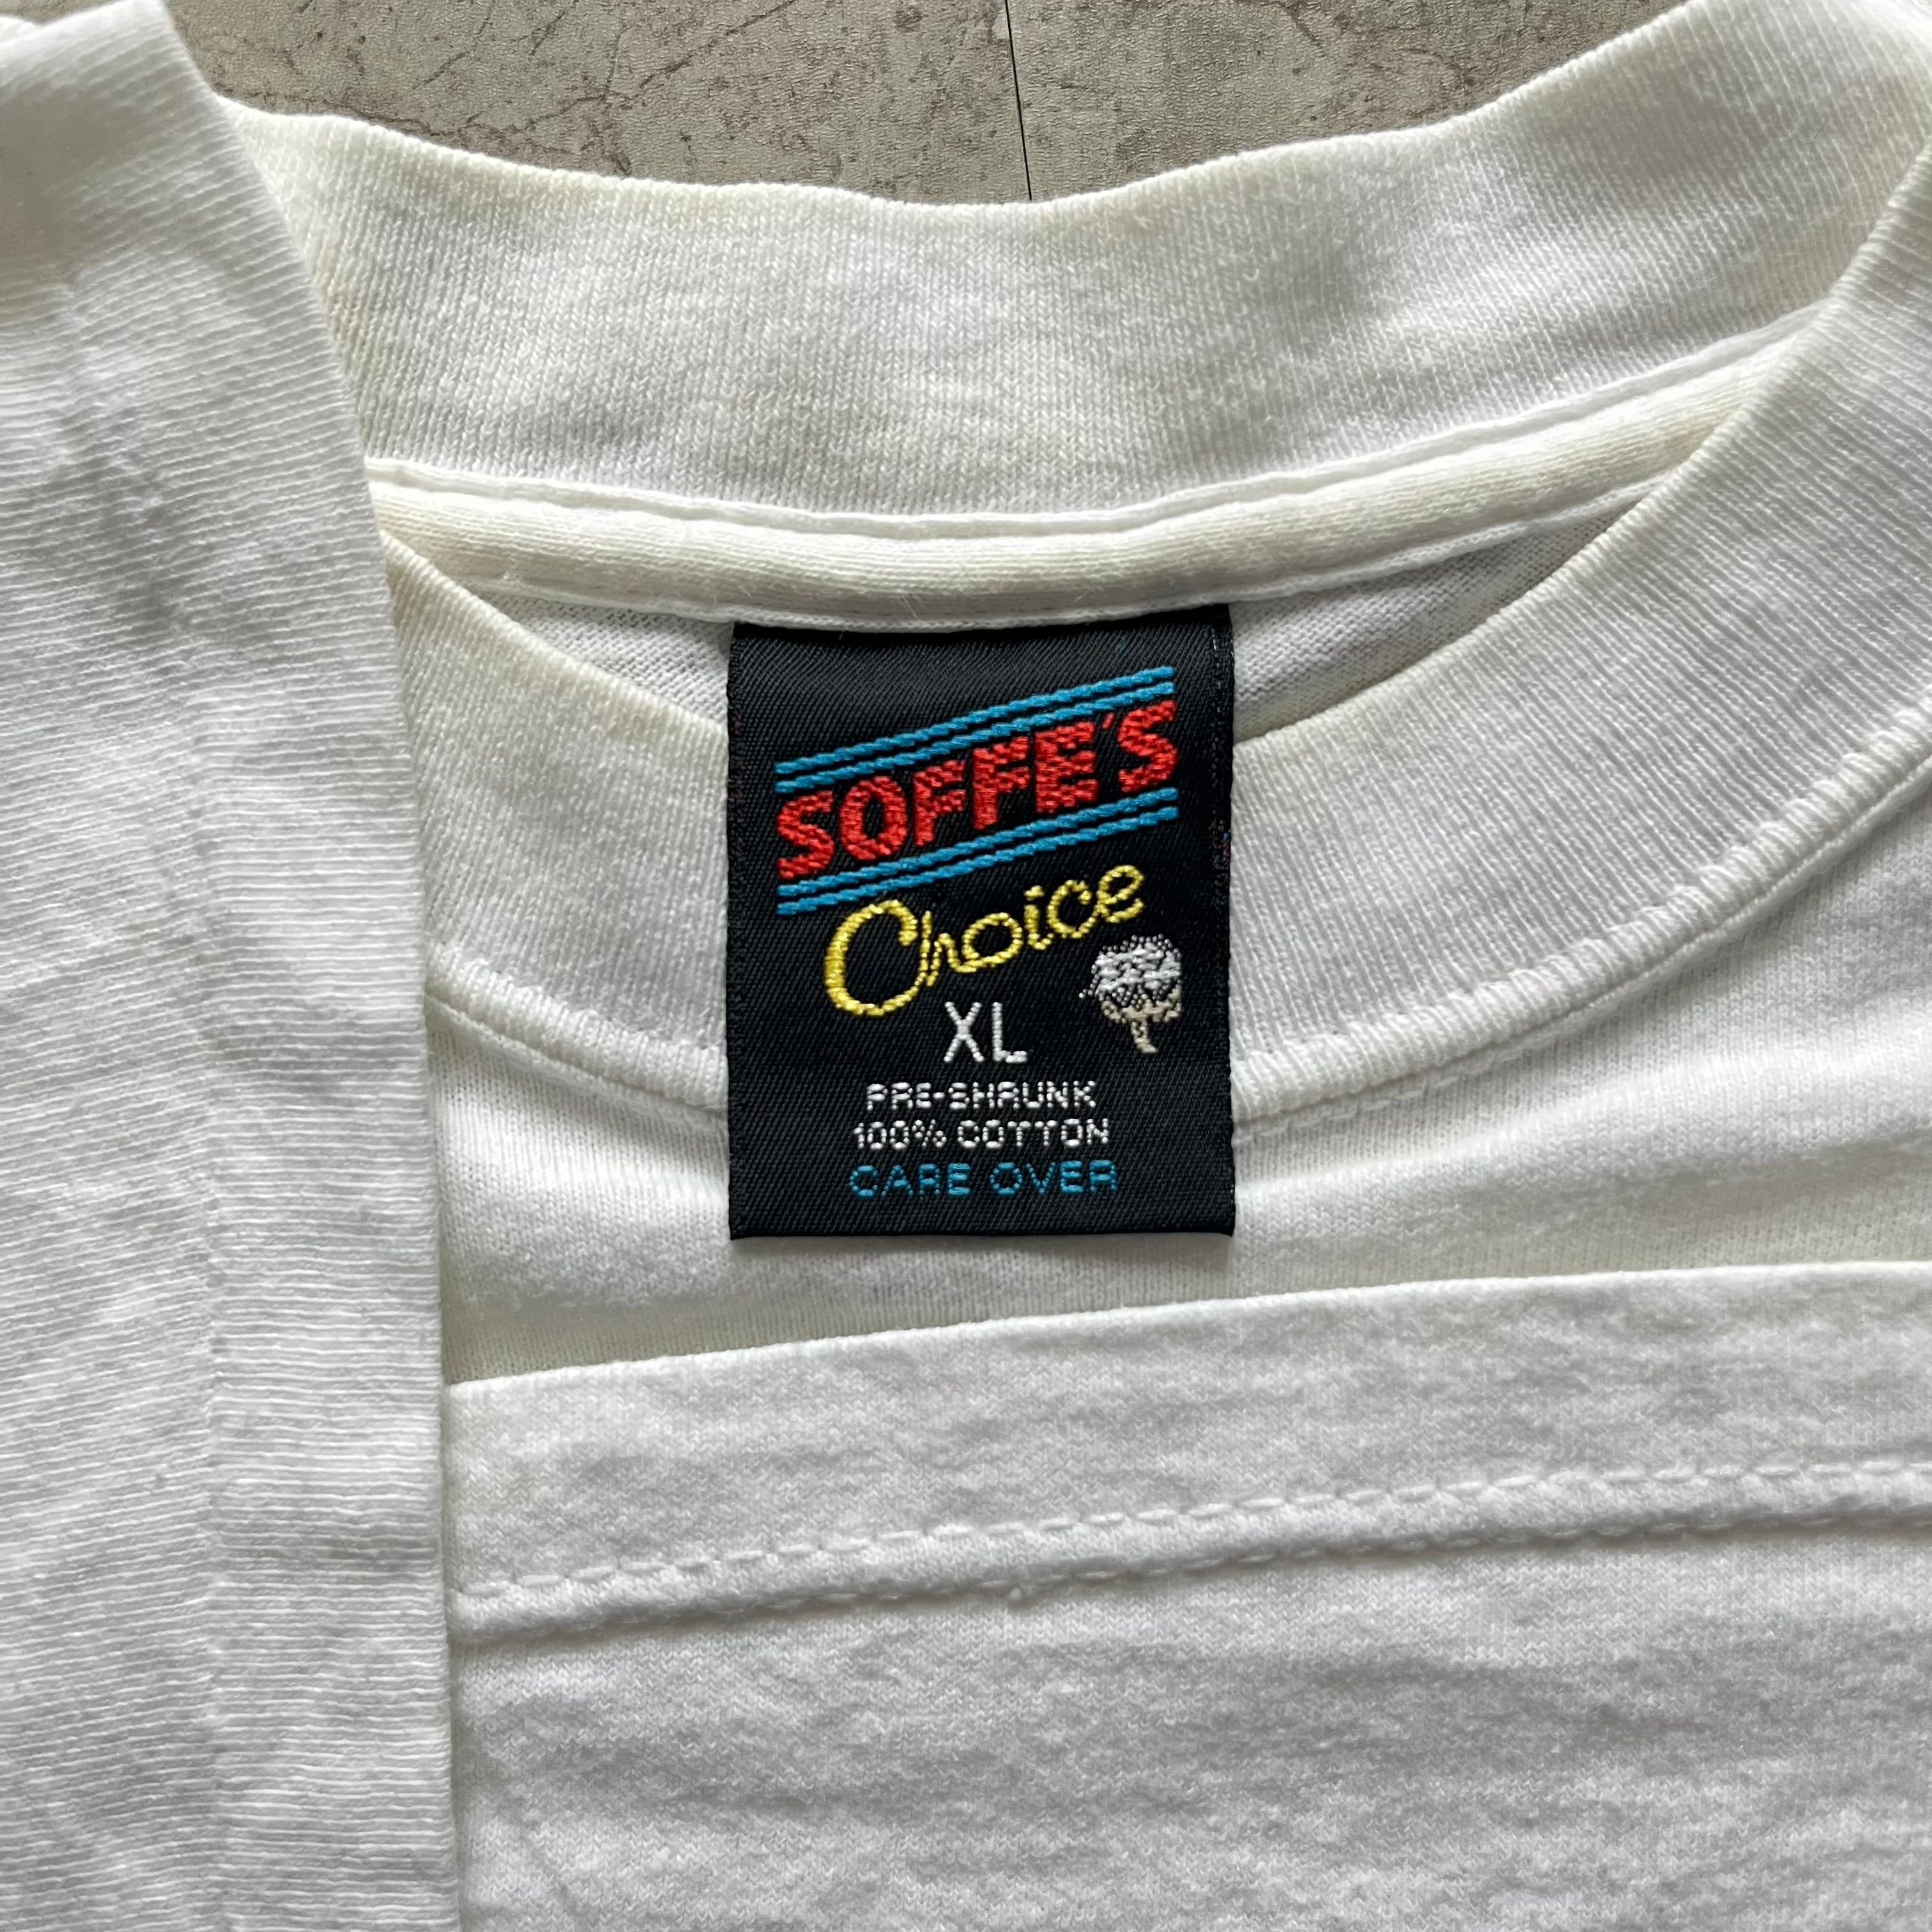 SOFFE'S
Choice
XL
PRE-SHRUNK
100% COTTON
CARE OVER